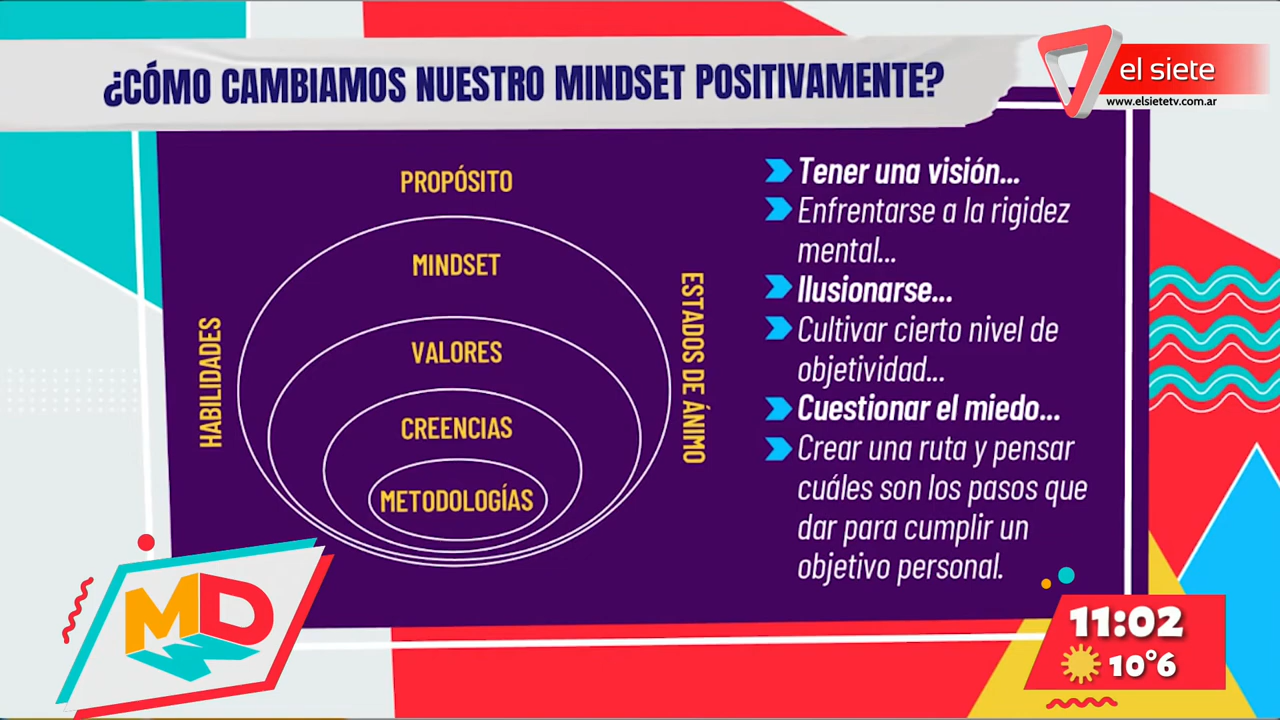 ¿CÓMO CAMBIAMOS NUESTRO MINDSET POSITIVAMENTE?
el siete
www.elsietetv.com.ar
PROPÓSITO
MINDSET
VALORES
CREENCIAS
METODOLOGÍAS
HABILIDADES
ESTADOS DE ÁNIMO
Tener una visión...
Enfrentarse a la rigidez
mental...
Ilusionarse...
Cultivar cierto nivel de
objetividad...
Cuestionar el miedo...
Crear una ruta y pensar
cuáles son los pasos que
dar para cumplir un
objetivo personal.
MD
11:02
10°6